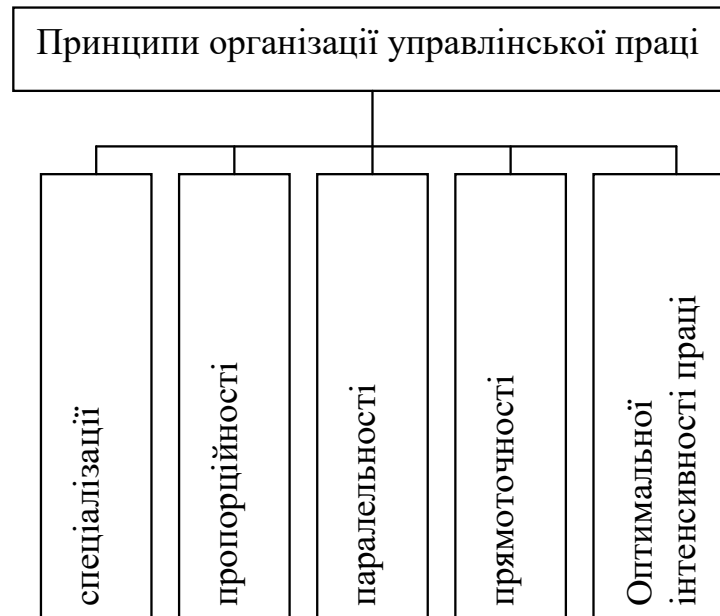 Принципи організації управлінської праці
спеціалізації
пропорційності
паралельності
прямоточності
Оптимальної
інтенсивності праці